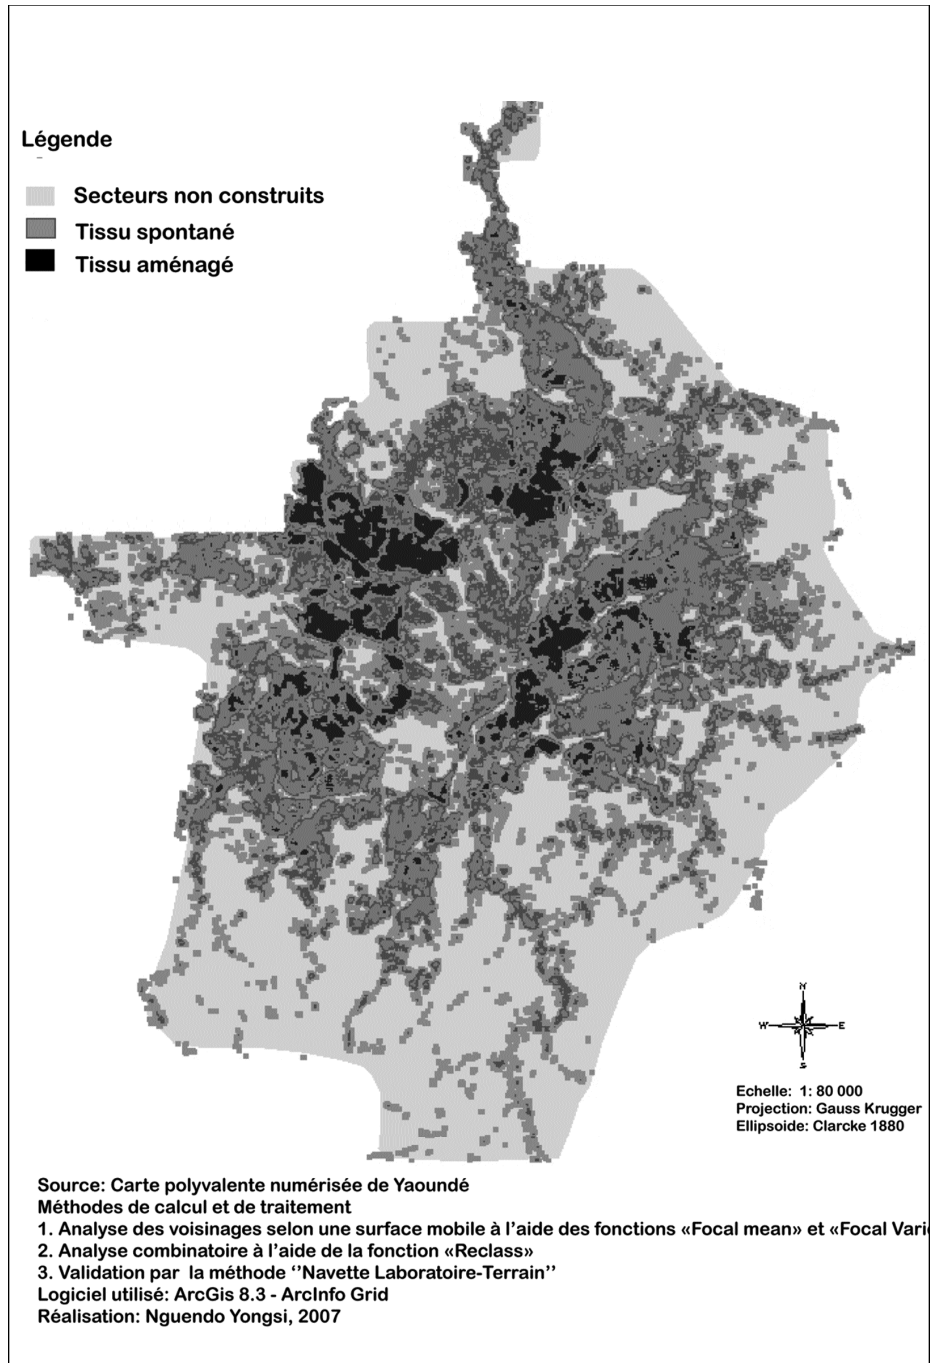 Légende
Secteurs non construits
Tissu spontané
Tissu aménagé
N
W E
S
Echelle: 1: 80 000
Projection: Gauss Krugger
Ellipsoide: Clarcke 1880
Source: Carte polyvalente numérisée de Yaoundé
Méthodes de calcul et de traitement
1. Analyse des voisinages selon une surface mobile à l'aide des fonctions «Focal mean» et «Focal Vari
2. Analyse combinatoire à l'aide de la fonction «Reclass»
3. Validation par la méthode ‘’Navette Laboratoire-Terrain’’
Logiciel utilisé: ArcGis 8.3 - ArcInfo Grid
Réalisation: Nguendo Yongsi, 2007